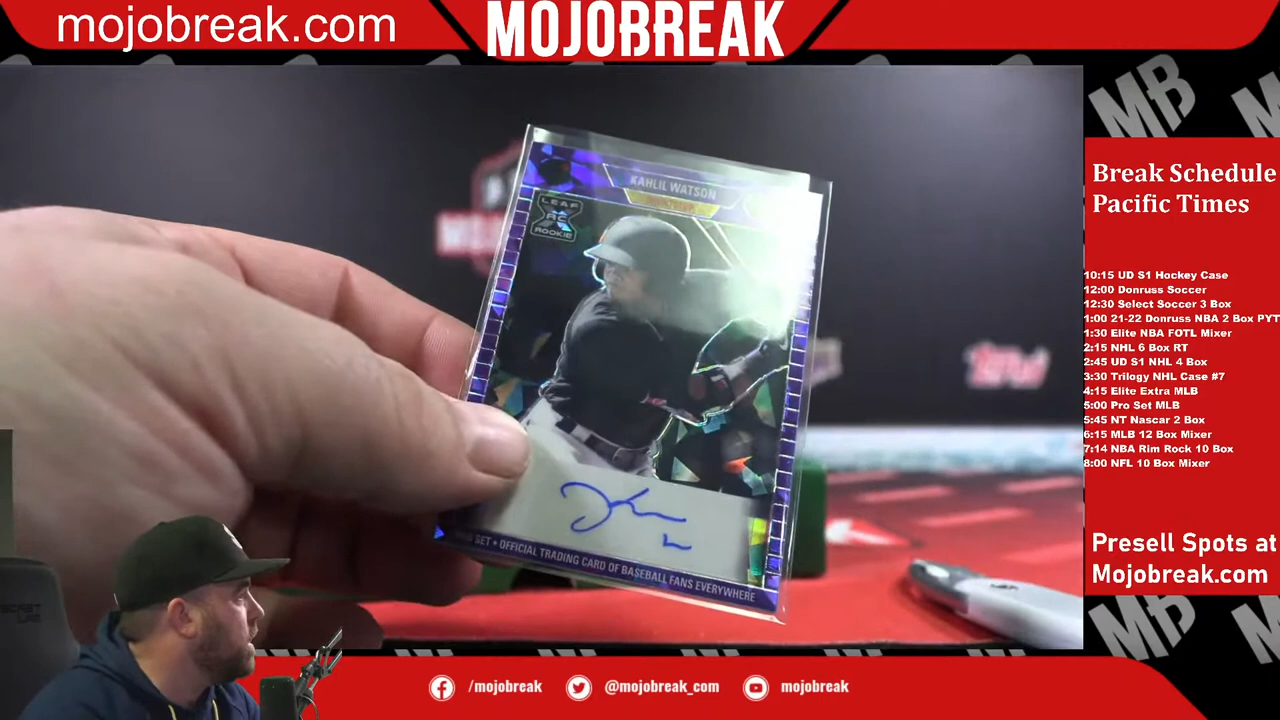 mojobreak.com
MOJOBREAK
Break Schedule
Pacific Times
10:15 UD S1 Hockey Case
12:00 Donruss Soccer
12:30 Select Soccer 3 Box
1:00 21-22 Donruss NBA 2 Box PYT
1:30 Elite NBA FOTL Mixer
2:15 NHL 6 Box RT
2:45 UD S1 NHL 4 Box
3:30 Trilogy NHL Case #7
4:15 Elite Extra MLB
5:00 Pro Set MLB
5:45 NT Nascar 2 Box
6:15 MLB 12 Box Mixer
7:14 NBA Rim Rock 10 Box
8:00 NFL 10 Box Mixer
Presell Spots at
Mojobreak.com
KAHLIL WATSON
LEAF
RC
ROOKIE
SET • OFFICIAL TRADING CARD OF BASEBALL FANS EVERYWHERE
Topps
MB
MB
/mojobreak
@mojobreak_com
mojobreak